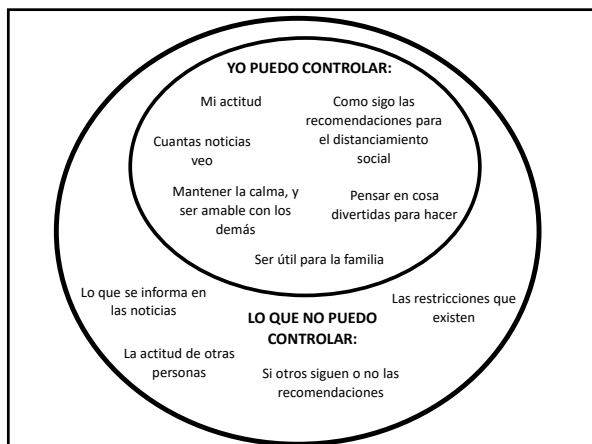 YO PUEDO CONTROLAR:
Mi actitud
Como sigo las
recomendaciones para
el distanciamiento
social
Cuantas noticias
veo
Mantener la calma, y
ser amable con los
demás
Pensar en cosa
divertidas para hacer
Ser útil para la familia
Lo que se informa en
las noticias
LO QUE NO PUEDO
CONTROLAR:
Las restricciones que
existen
La actitud de otras
personas
Si otros siguen o no las
recomendaciones